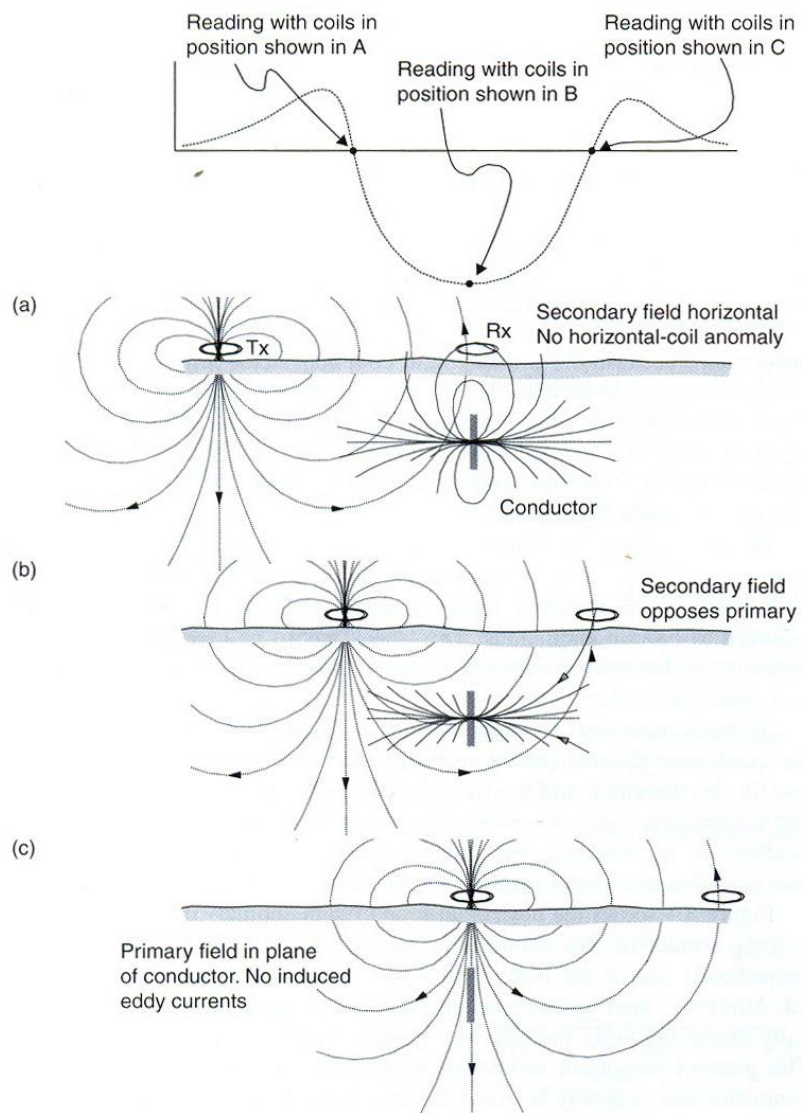 Reading with coils in
position shown in A
Reading with coils in
position shown in B
Reading with coils in
position shown in C
(a)
Tx
Rx
Secondary field horizontal
No horizontal-coil anomaly
Conductor
(b)
Secondary field
opposes primary
(c)
Primary field in plane
of conductor. No induced
eddy currents